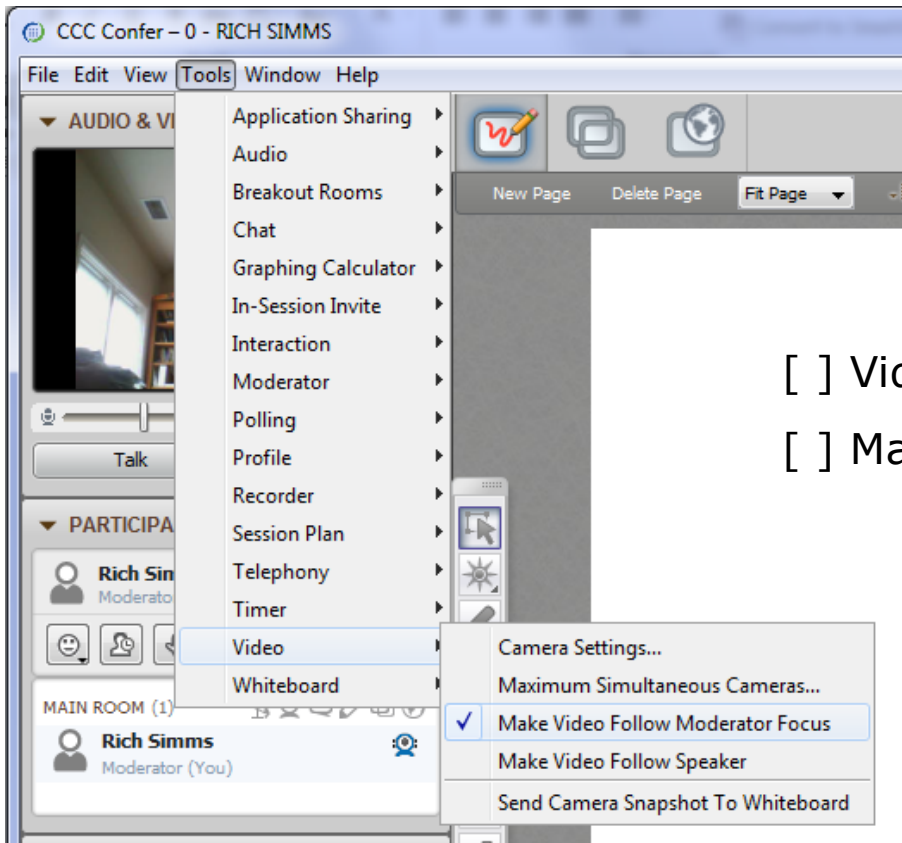 CCC Confer – 0 - RICH SIMMS
File Edit View Tools Window Help
AUDIO & VI
Application Sharing
Audio
Breakout Rooms
Chat
Graphing Calculator
In-Session Invite
Interaction
Moderator
Polling
Profile
Recorder
Session Plan
Telephony
Timer
Video
Whiteboard
New Page Delete Page Fit Page
[ ] Vid
[ ] Ma
Talk
PARTICIPA
Rich Sim
Moderato
MAIN ROOM (1)
Rich Simms
Moderator (You)
Camera Settings...
Maximum Simultaneous Cameras...
Make Video Follow Moderator Focus
Make Video Follow Speaker
Send Camera Snapshot To Whiteboard